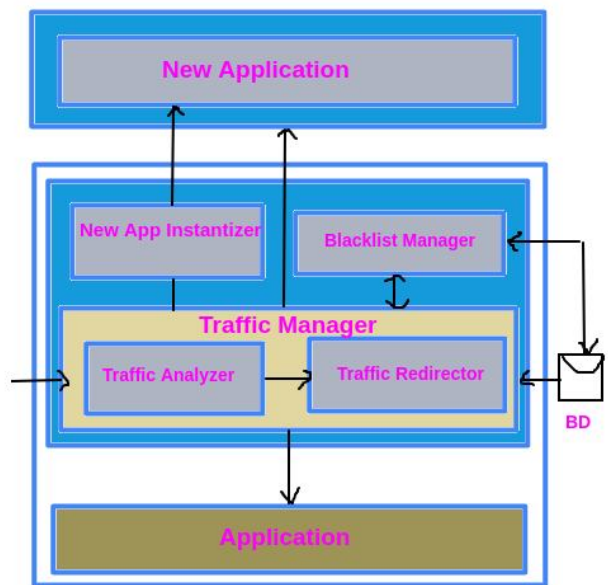 New Application
New App Instantizer
Blacklist Manager
Traffic Manager
Traffic Analyzer
Traffic Redirector
BD
Application